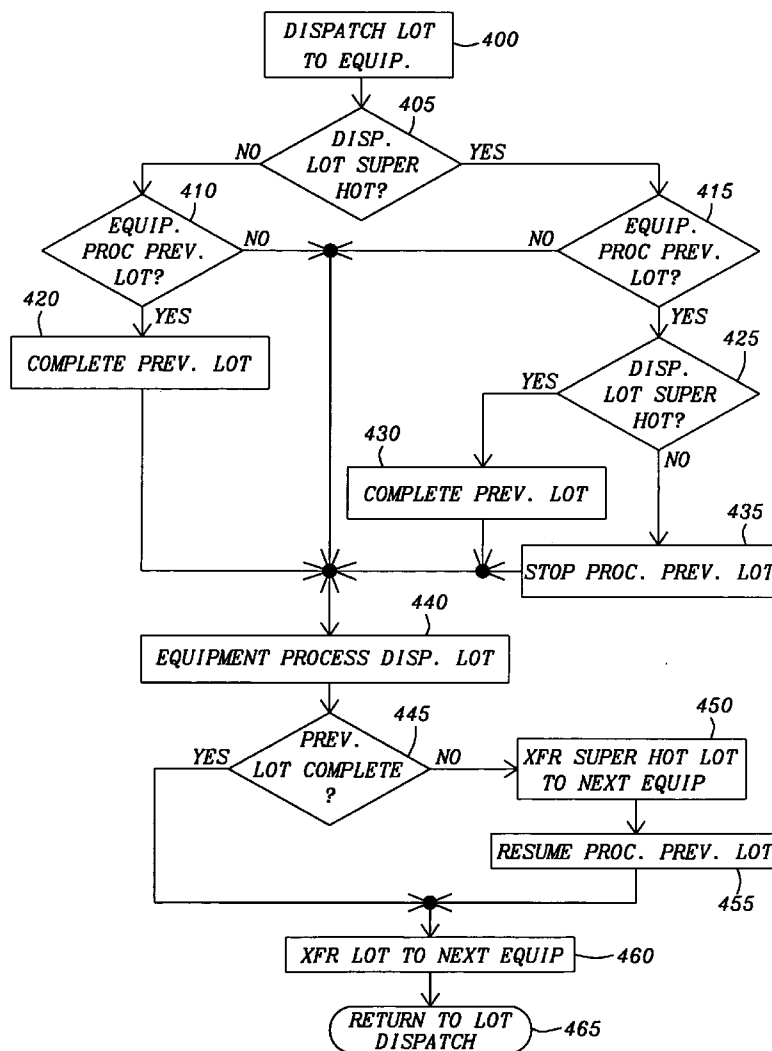 DISPATCH LOT
TO EQUIP.
400
405
DISP.
LOT SUPER
HOT?
NO
YES
410
EQUIP.
PROC PREV.
LOT?
NO
YES
415
EQUIP.
PROC PREV.
LOT?
NO
YES
420
COMPLETE PREV. LOT
425
DISP.
LOT SUPER
HOT?
YES
NO
430
COMPLETE PREV. LOT
435
STOP PROC. PREV. LOT
440
EQUIPMENT PROCESS DISP. LOT
445
PREV.
LOT COMPLETE
?
YES
NO
450
XFR SUPER HOT LOT
TO NEXT EQUIP
RESUME PROC. PREV. LOT
455
XFR LOT TO NEXT EQUIP
460
RETURN TO LOT
DISPATCH
465